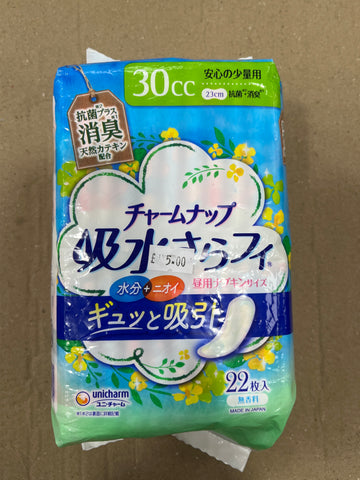 30cc
安心の少量用
23cm 抗菌+消臭
抗菌プラス
消臭
天然カテキン
配合
チャームナップ
吸水さらフィ
£ 5.00
昼用ナプキンサイズ
水分+ニオイ
ギュッと吸引
22枚入
無香料
MADE IN JAPAN
unicharm
ユニ・チャーム